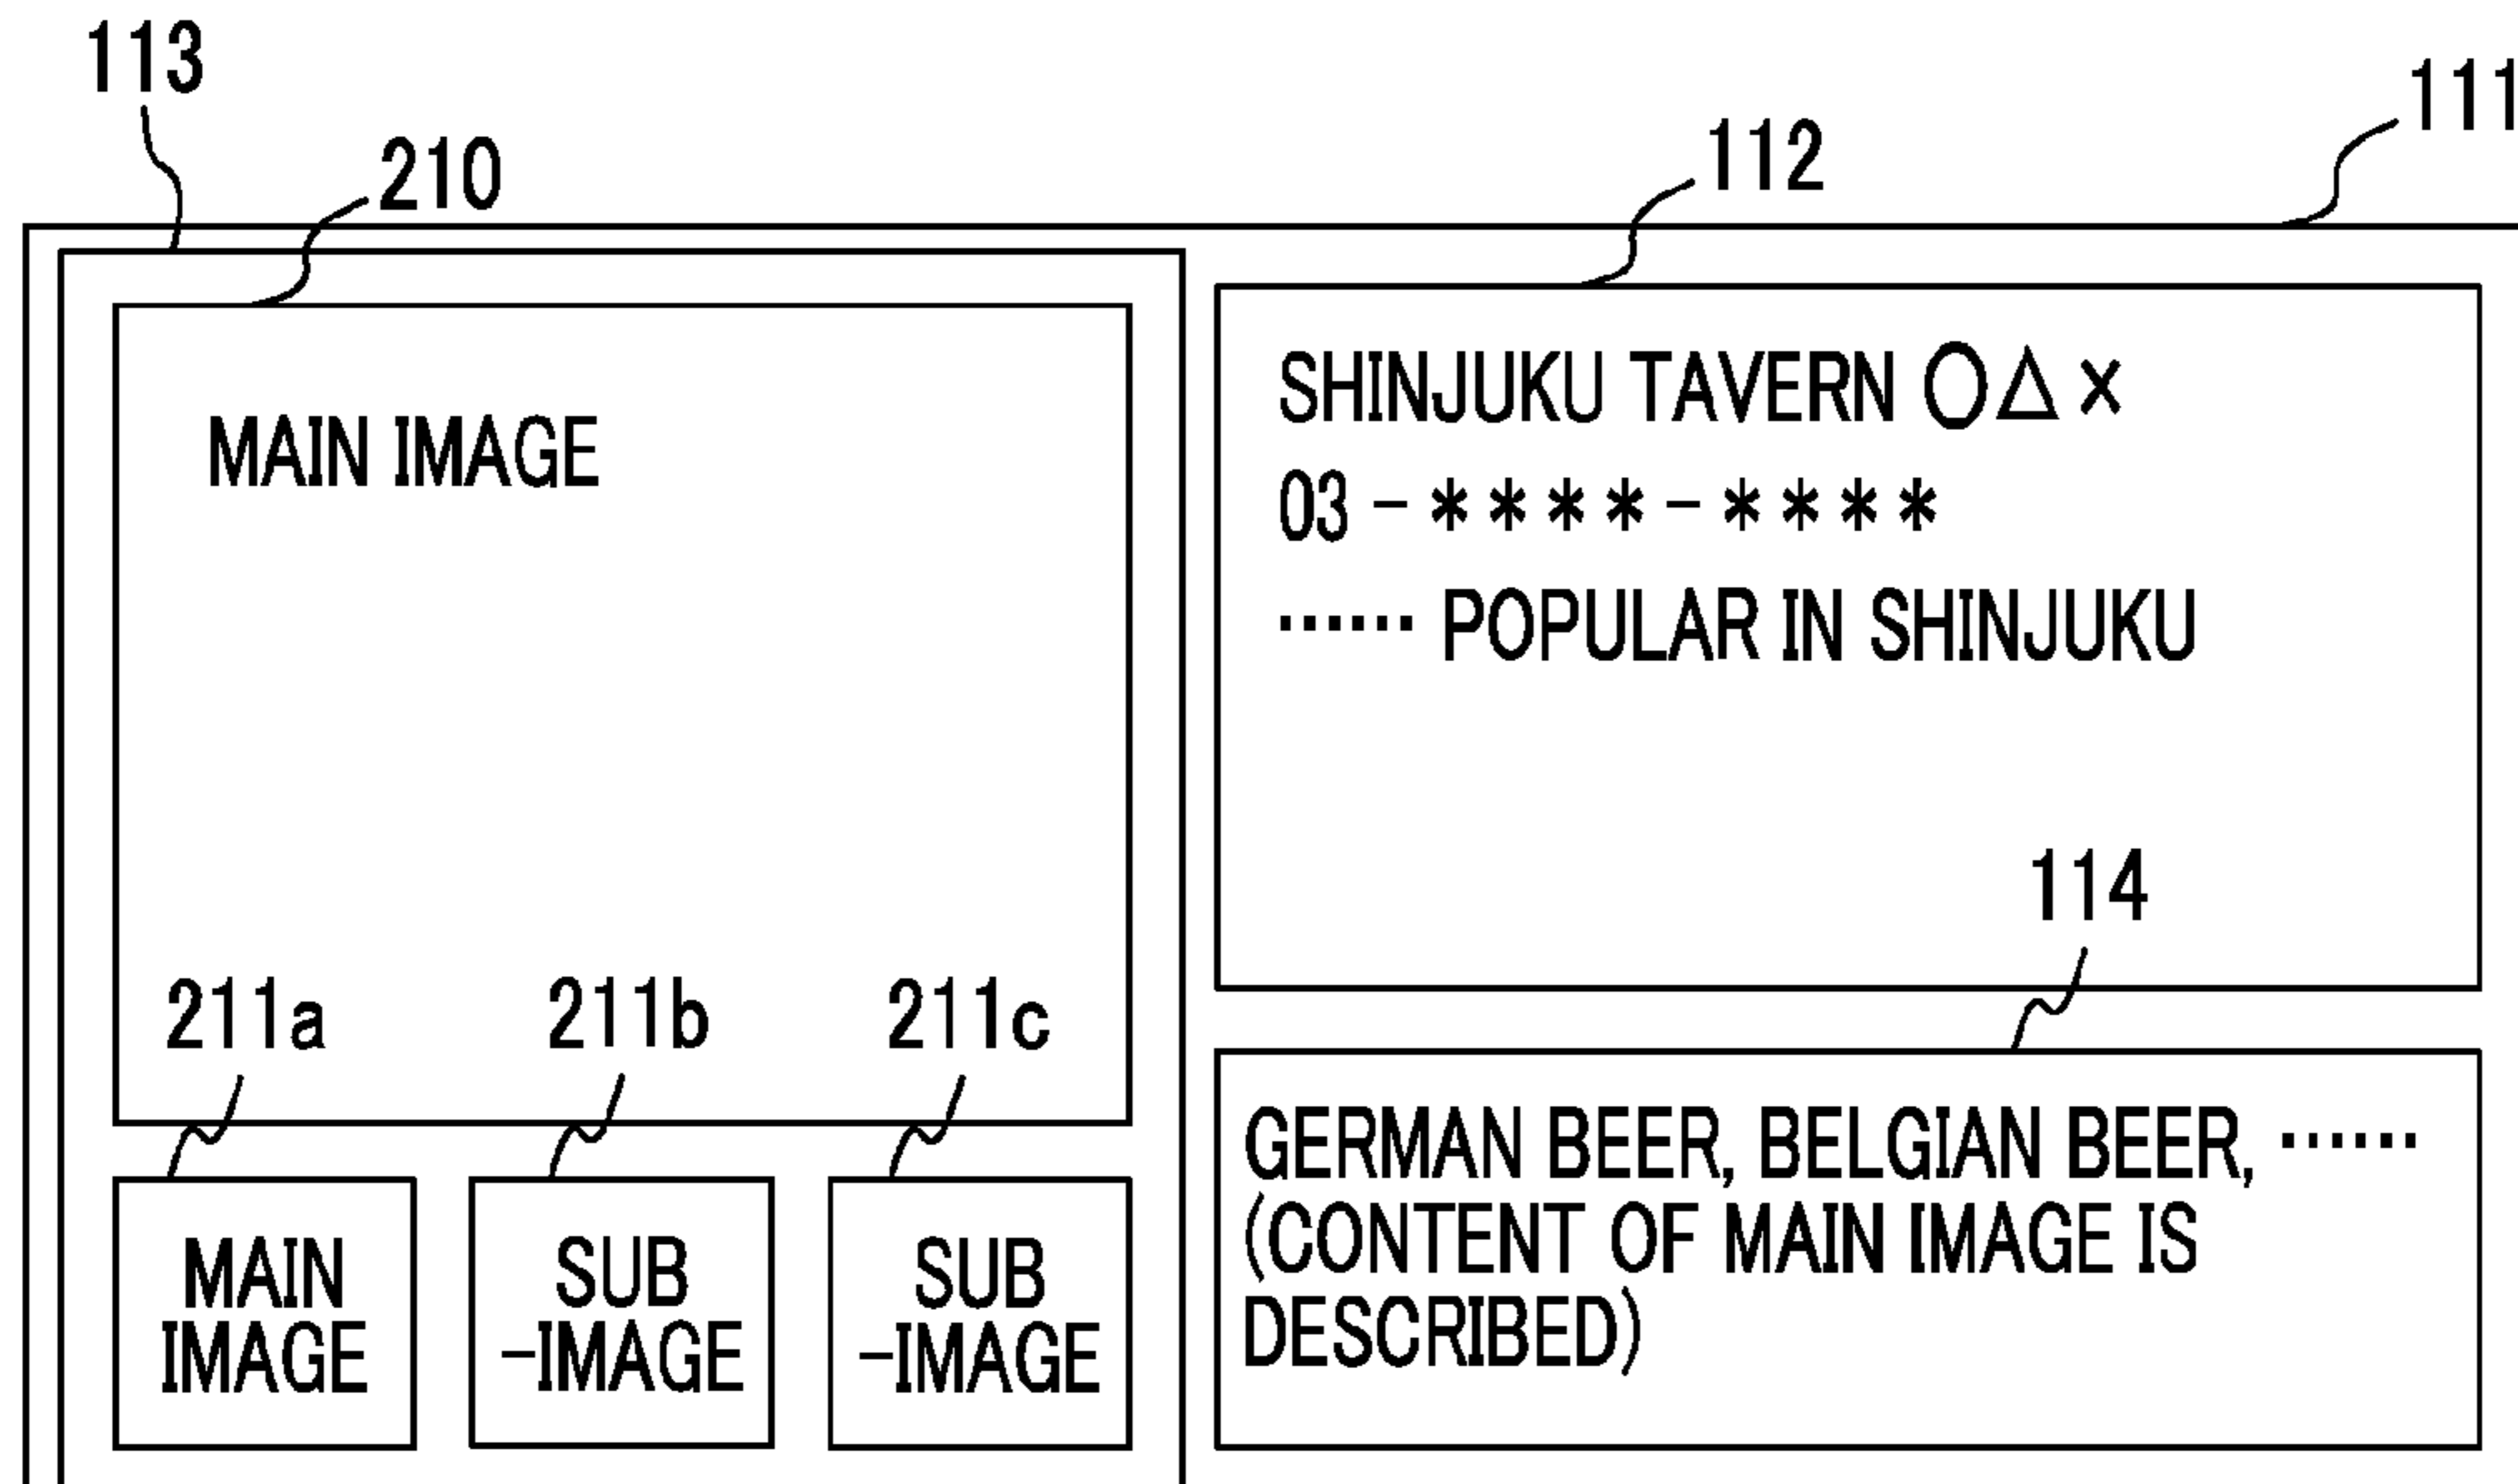 113
210
112
111
MAIN IMAGE
SHINJUKU TAVERN ○△×
03-****-****
…… POPULAR IN SHINJUKU
114
211a
211b
211c
MAIN
IMAGE
SUB
-IMAGE
SUB
-IMAGE
GERMAN BEER, BELGIAN BEER, ……
(CONTENT OF MAIN IMAGE IS
DESCRIBED)